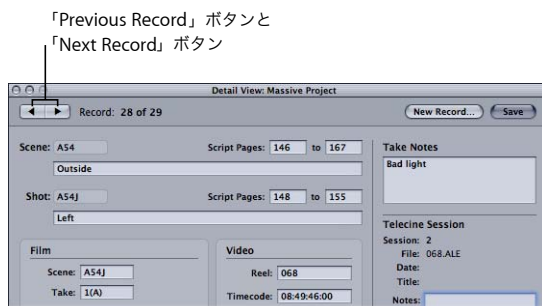 「Previous Record」ボタンと
「Next Record」ボタン
Detail View: Massive Project
Record: 28 of 29
New Record...
Save
Scene: A54
Script Pages: 146 to 167
Outside
Shot: A54J
Script Pages: 148 to 155
Left
Film
Scene: A54J
Take: 1(A)
Video
Reel: 068
Timecode: 08:49:46:00
Take Notes
Bad light
Telecine Session
Session: 2
File: 068.ALE
Date:
Title:
Notes: